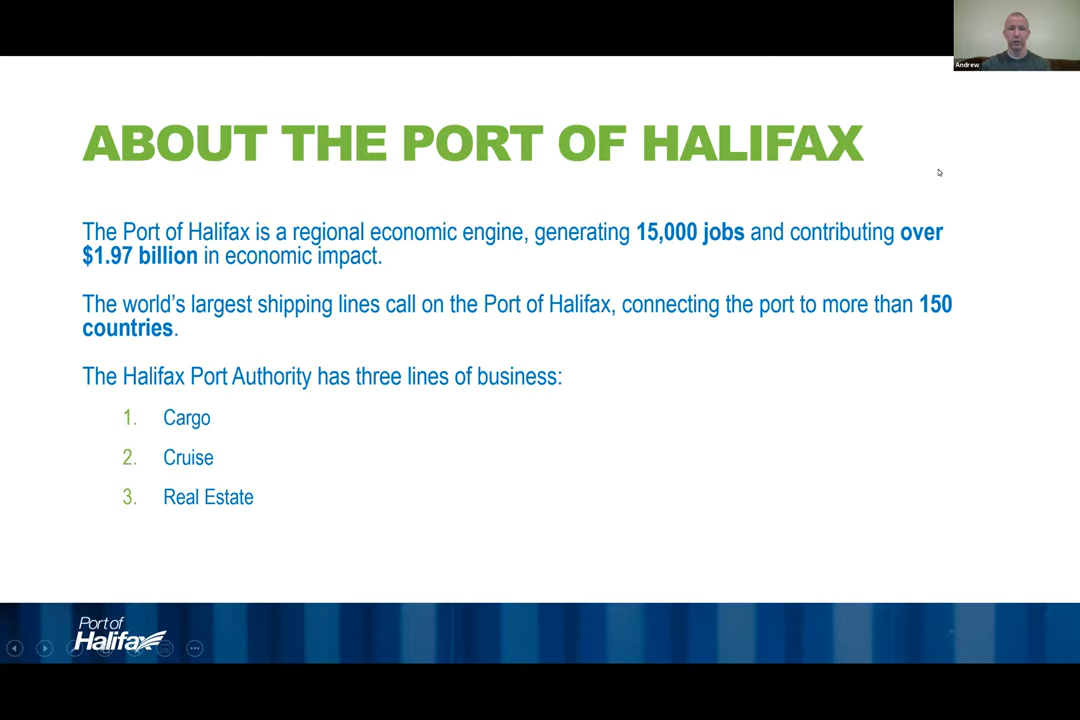 Andrew
ABOUT THE PORT OF HALIFAX
The Port of Halifax is a regional economic engine, generating 15,000 jobs and contributing over
$1.97 billion in economic impact.
The world’s largest shipping lines call on the Port of Halifax, connecting the port to more than 150
countries.
The Halifax Port Authority has three lines of business:
1. Cargo
2. Cruise
3. Real Estate
Port of
Halifax